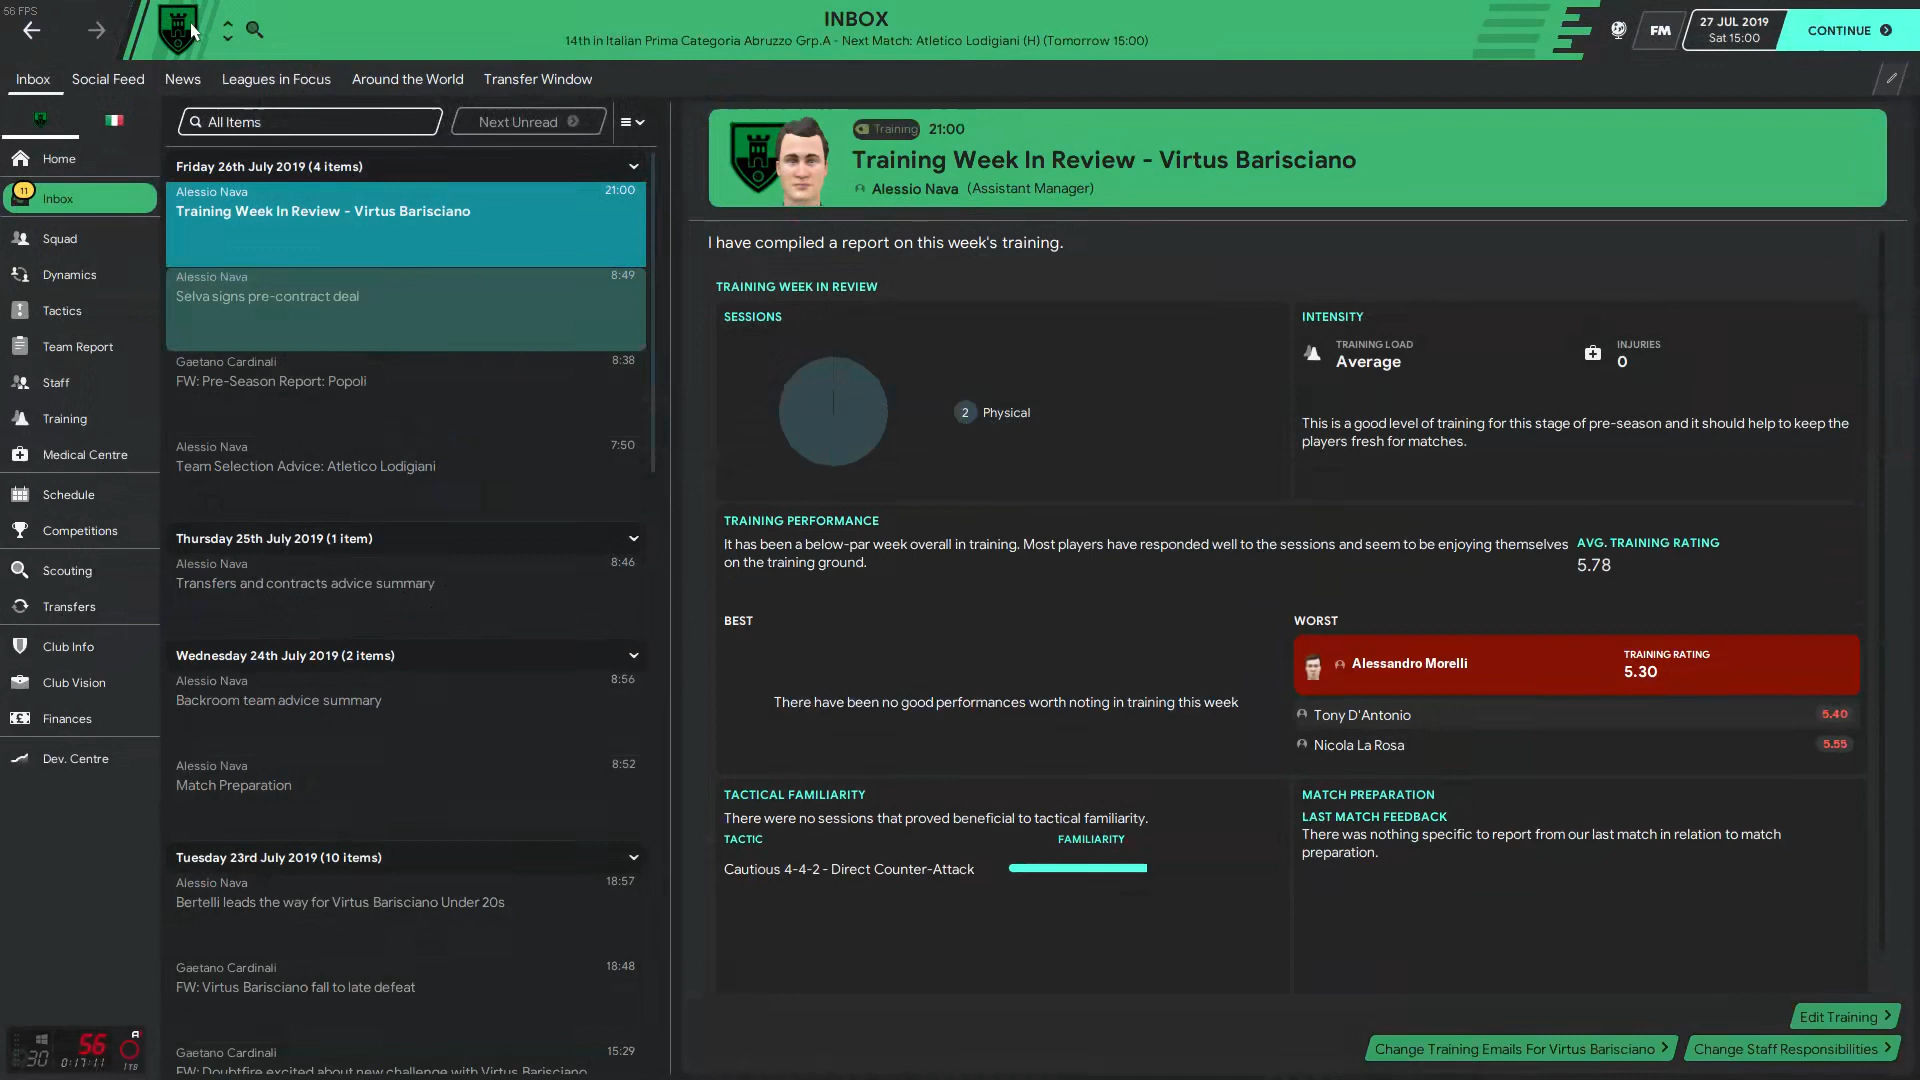 56 FPS
INBOX
14th in Italian Prima Categoria Abruzzo Grp.A - Next Match: Atletico Lodigiani (H) (Tomorrow 15:00)
FM
27 JUL 2019
Sat 15:00
CONTINUE
Inbox
Social Feed
News
Leagues in Focus
Around the World
Transfer Window
Home
11
Inbox
Squad
Dynamics
Tactics
Team Report
Staff
Training
Medical Centre
Schedule
Competitions
Scouting
Transfers
Club Info
Club Vision
Finances
Dev. Centre
30
56
0:17:11
A
1TB
All Items
Next Unread
Friday 26th July 2019 (4 items)
Alessio Nava 21:00
Training Week In Review - Virtus Barisciano
Alessio Nava 8:49
Selva signs pre-contract deal
Gaetano Cardinali 8:38
FW: Pre-Season Report: Popoli
Alessio Nava 7:50
Team Selection Advice: Atletico Lodigiani
Thursday 25th July 2019 (1 item)
Alessio Nava 8:46
Transfers and contracts advice summary
Wednesday 24th July 2019 (2 items)
Alessio Nava 8:56
Backroom team advice summary
Alessio Nava 8:52
Match Preparation
Tuesday 23rd July 2019 (10 items)
Alessio Nava 18:57
Bertelli leads the way for Virtus Barisciano Under 20s
Gaetano Cardinali 18:48
FW: Virtus Barisciano fall to late defeat
Gaetano Cardinali 15:29
FW: Doubtfire excited about new challenge with Virtus Barisciano
Training 21:00
Training Week In Review - Virtus Barisciano
Alessio Nava (Assistant Manager)
I have compiled a report on this week's training.
TRAINING WEEK IN REVIEW
SESSIONS
2 Physical
INTENSITY
TRAINING LOAD
Average
INJURIES
0
This is a good level of training for this stage of pre-season and it should help to keep the
players fresh for matches.
TRAINING PERFORMANCE
It has been a below-par week overall in training. Most players have responded well to the sessions and seem to be enjoying themselves
on the training ground.
AVG. TRAINING RATING
5.78
BEST
There have been no good performances worth noting in training this week
WORST
Alessandro Morelli
TRAINING RATING
5.30
Tony D'Antonio 5.40
Nicola La Rosa 5.55
TACTICAL FAMILIARITY
There were no sessions that proved beneficial to tactical familiarity.
TACTIC FAMILIARITY
Cautious 4-4-2 - Direct Counter-Attack
MATCH PREPARATION
LAST MATCH FEEDBACK
There was nothing specific to report from our last match in relation to match
preparation.
Edit Training
Change Training Emails For Virtus Barisciano
Change Staff Responsibilities